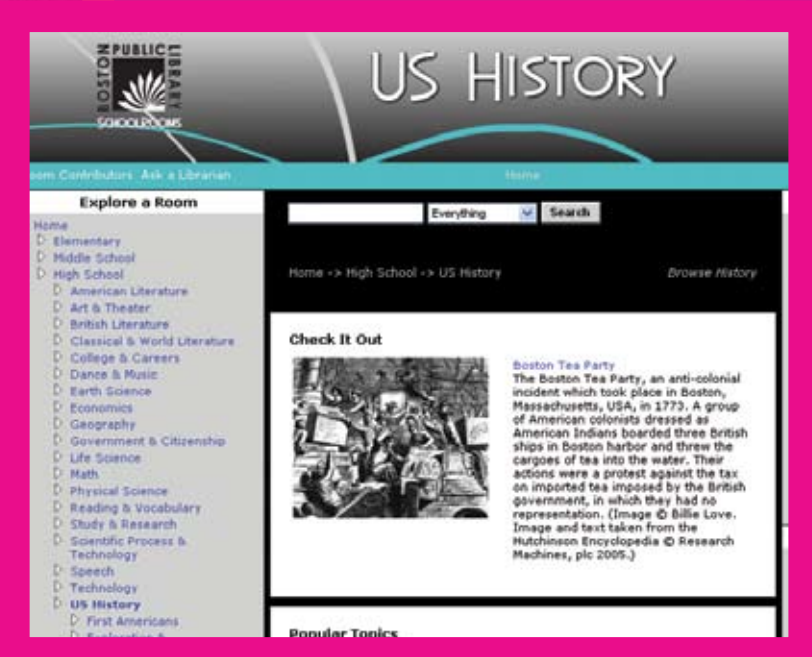 BOSTON PUBLIC LIBRARY
SCHOOLROOMS
US HISTORY
oom Contributors Ask a Librarian
Home
Explore a Room
Everything
Search
Home
Elementary
Middle School
High School
American Literature
Art & Theater
British Literature
Classical & World Literature
College & Careers
Dance & Music
Earth Science
Economics
Geography
Government & Citizenship
Life Science
Math
Physical Science
Reading & Vocabulary
Study & Research
Scientific Process &
Technology
Speech
Technology
US History
First Americans
Exploration &
Home -> High School -> US History
Browse History
Check It Out
Boston Tea Party
The Boston Tea Party, an anti-colonial
incident which took place in Boston,
Massachusetts, USA, in 1773. A group
of American colonists dressed as
American Indians boarded three British
ships in Boston harbor and threw the
cargoes of tea into the water. Their
actions were a protest against the tax
on imported tea imposed by the British
government, in which they had no
representation. (Image © Billie Love.
Image and text taken from the
Hutchinson Encyclopedia © Research
Machines, plc 2005.)
Popular Topics